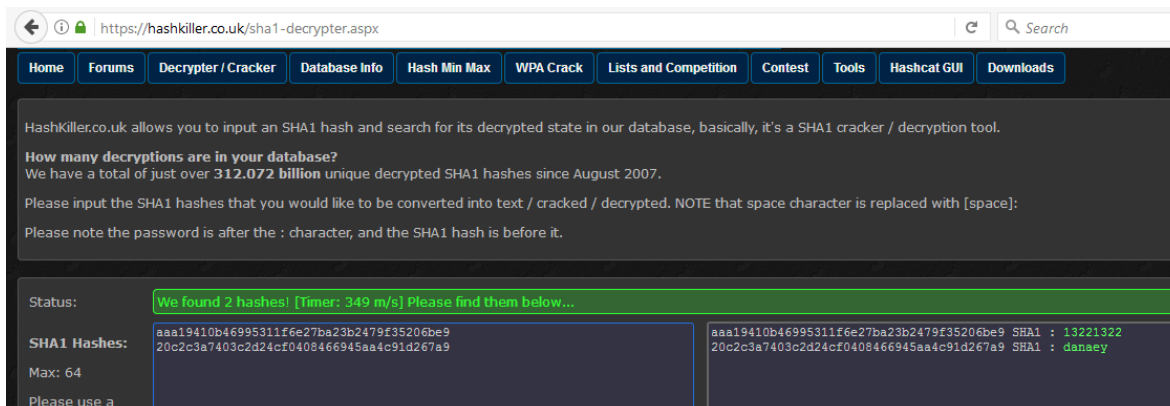 https://hashkiller.co.uk/sha1-decrypter.aspx
Search
Home Forums Decrypter / Cracker Database Info Hash Min Max WPA Crack Lists and Competition Contest Tools Hashcat GUI Downloads
HashKiller.co.uk allows you to input an SHA1 hash and search for its decrypted state in our database, basically, it's a SHA1 cracker / decryption tool.
How many decryptions are in your database?
We have a total of just over 312.072 billion unique decrypted SHA1 hashes since August 2007.
Please input the SHA1 hashes that you would like to be converted into text / cracked / decrypted. NOTE that space character is replaced with [space]:
Please note the password is after the : character, and the SHA1 hash is before it.
Status:
We found 2 hashes! [Timer: 349 m/s] Please find them below...
SHA1 Hashes:
Max: 64
Please use a
aaa19410b46995311f6e27ba23b2479f35206be9
20c2c3a7403c2d24cf0408466945aa4c91d267a9
aaa19410b46995311f6e27ba23b2479f35206be9 SHA1 : 13221322
20c2c3a7403c2d24cf0408466945aa4c91d267a9 SHA1 : danaey